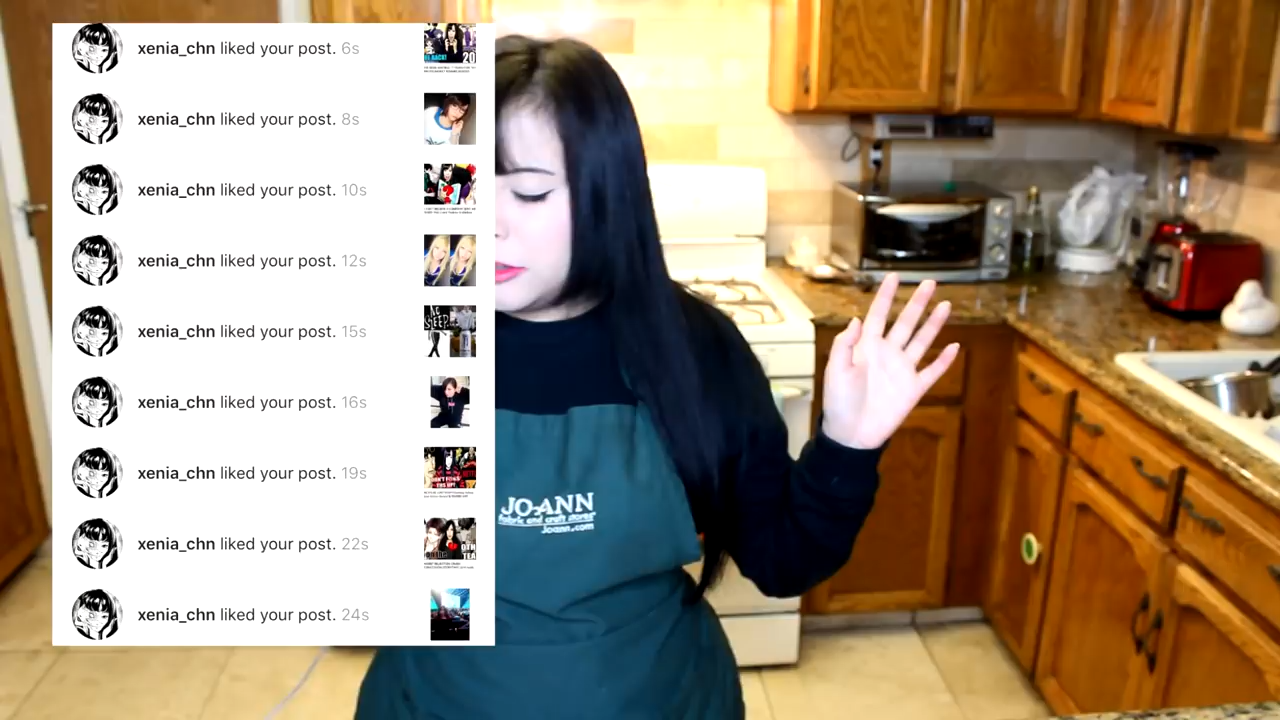 xenia_chn liked your post. 6s
xenia_chn liked your post. 8s
xenia_chn liked your post. 10s
xenia_chn liked your post. 12s
xenia_chn liked your post. 15s
xenia_chn liked your post. 16s
xenia_chn liked your post. 19s
xenia_chn liked your post. 22s
xenia_chn liked your post. 24s
JO-ANN
fabric and craft stores
Joann.com